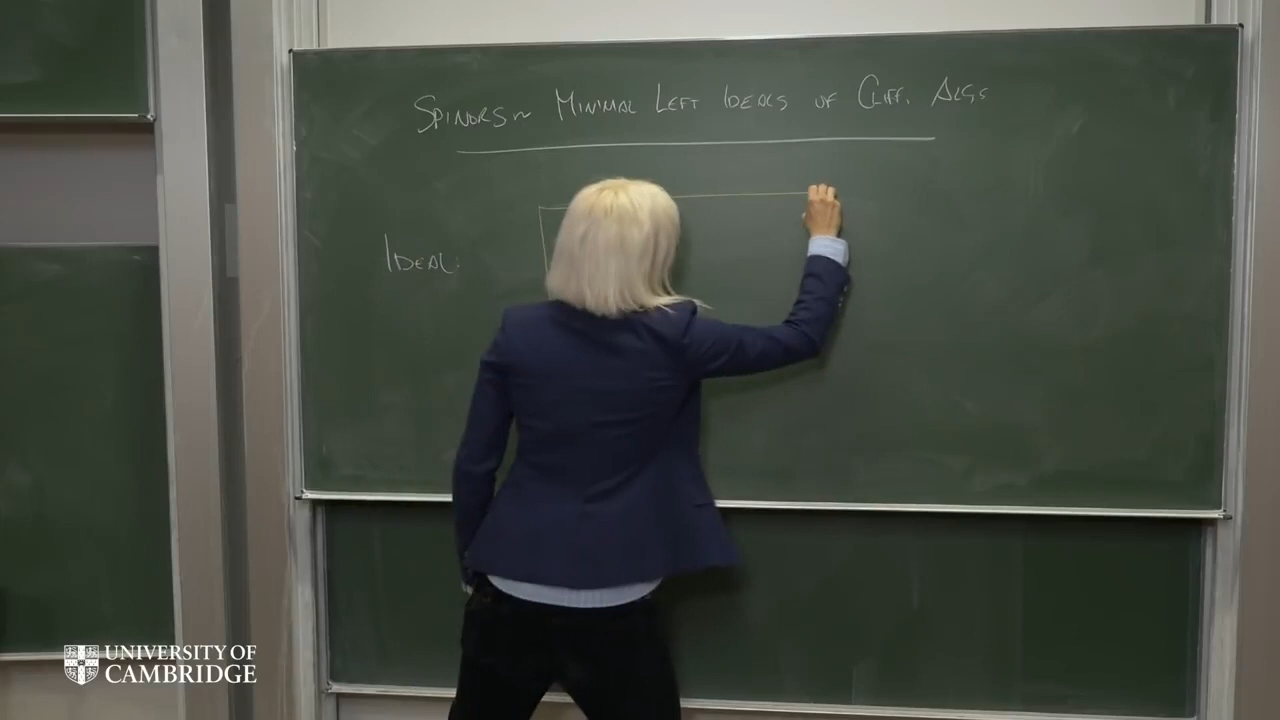 SPINORS ~ MINIMAL LEFT IDEALS OF CLIFF. ALGS
IDEAL:
UNIVERSITY OF
CAMBRIDGE